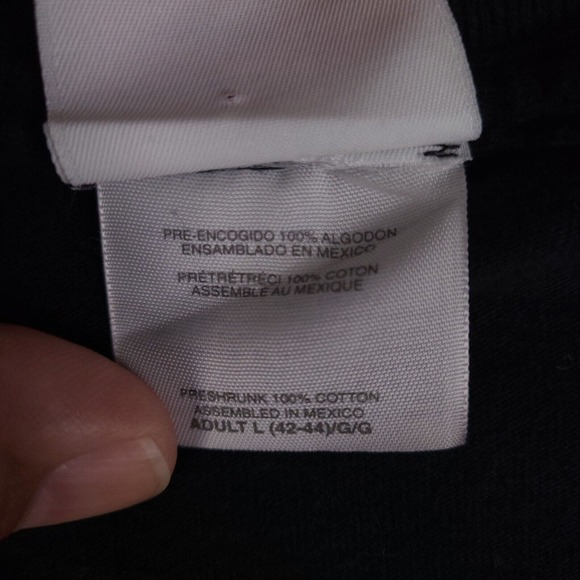 PRE-ENCOGIDO 100% ALGODON
ENSAMBLADO EN MEXICO
PRÉTRÉTRÉCI 100% COTON
ASSEMBLE AU MEXIQUE
PRESHRUNK 100% COTTON
ASSEMBLED IN MEXICO
ADULT L (42-44)/G/G